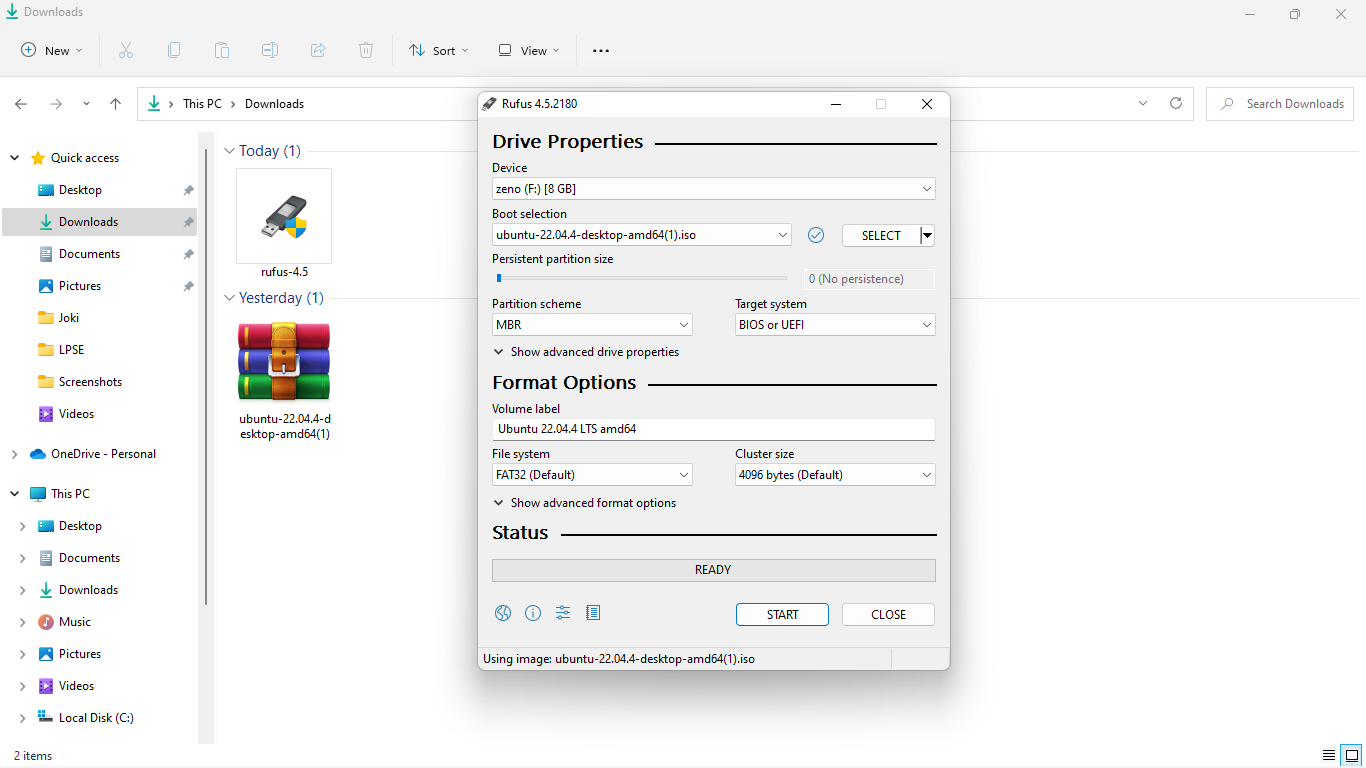 Downloads
New
Sort
View
This PC
Downloads
Search Downloads
Quick access
Desktop
Downloads
Documents
Pictures
Joki
LPSE
Screenshots
Videos
OneDrive - Personal
This PC
Desktop
Documents
Downloads
Music
Pictures
Videos
Local Disk (C:)
2 items
Today (1)
rufus-4.5
Yesterday (1)
ubuntu-22.04.4-d
esktop-amd64(1)
Rufus 4.5.2180
Drive Properties
Device
zeno (F:) [8 GB]
Boot selection
ubuntu-22.04.4-desktop-amd64(1).iso
SELECT
Persistent partition size
0 (No persistence)
Partition scheme
Target system
MBR
BIOS or UEFI
Show advanced drive properties
Format Options
Volume label
Ubuntu 22.04.4 LTS amd64
File system
Cluster size
FAT32 (Default)
4096 bytes (Default)
Show advanced format options
Status
READY
START
CLOSE
Using image: ubuntu-22.04.4-desktop-amd64(1).iso